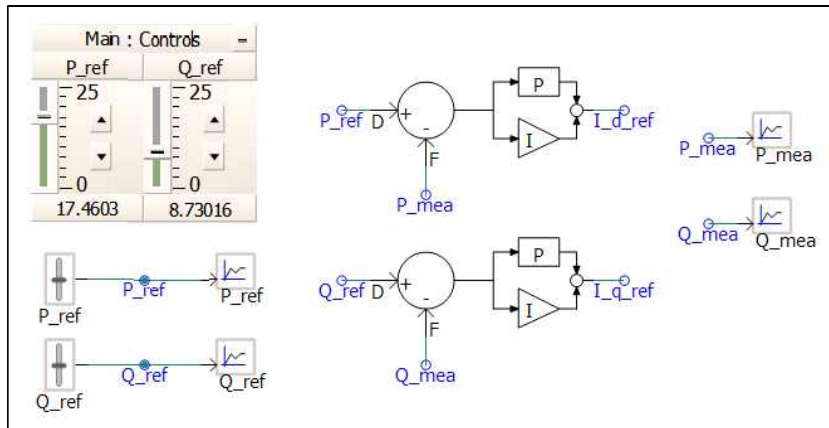 Main : Controls
P_ref Q_ref
25 25
0 0
17.4603 8.73016
P_ref
P_ref
P_ref
Q_ref
Q_ref
Q_ref
P_ref
D
+
-
F
P_mea
P
I
I_d_ref
Q_ref
D
+
-
F
Q_mea
P
I
I_q_ref
P_mea
P_mea
Q_mea
Q_mea